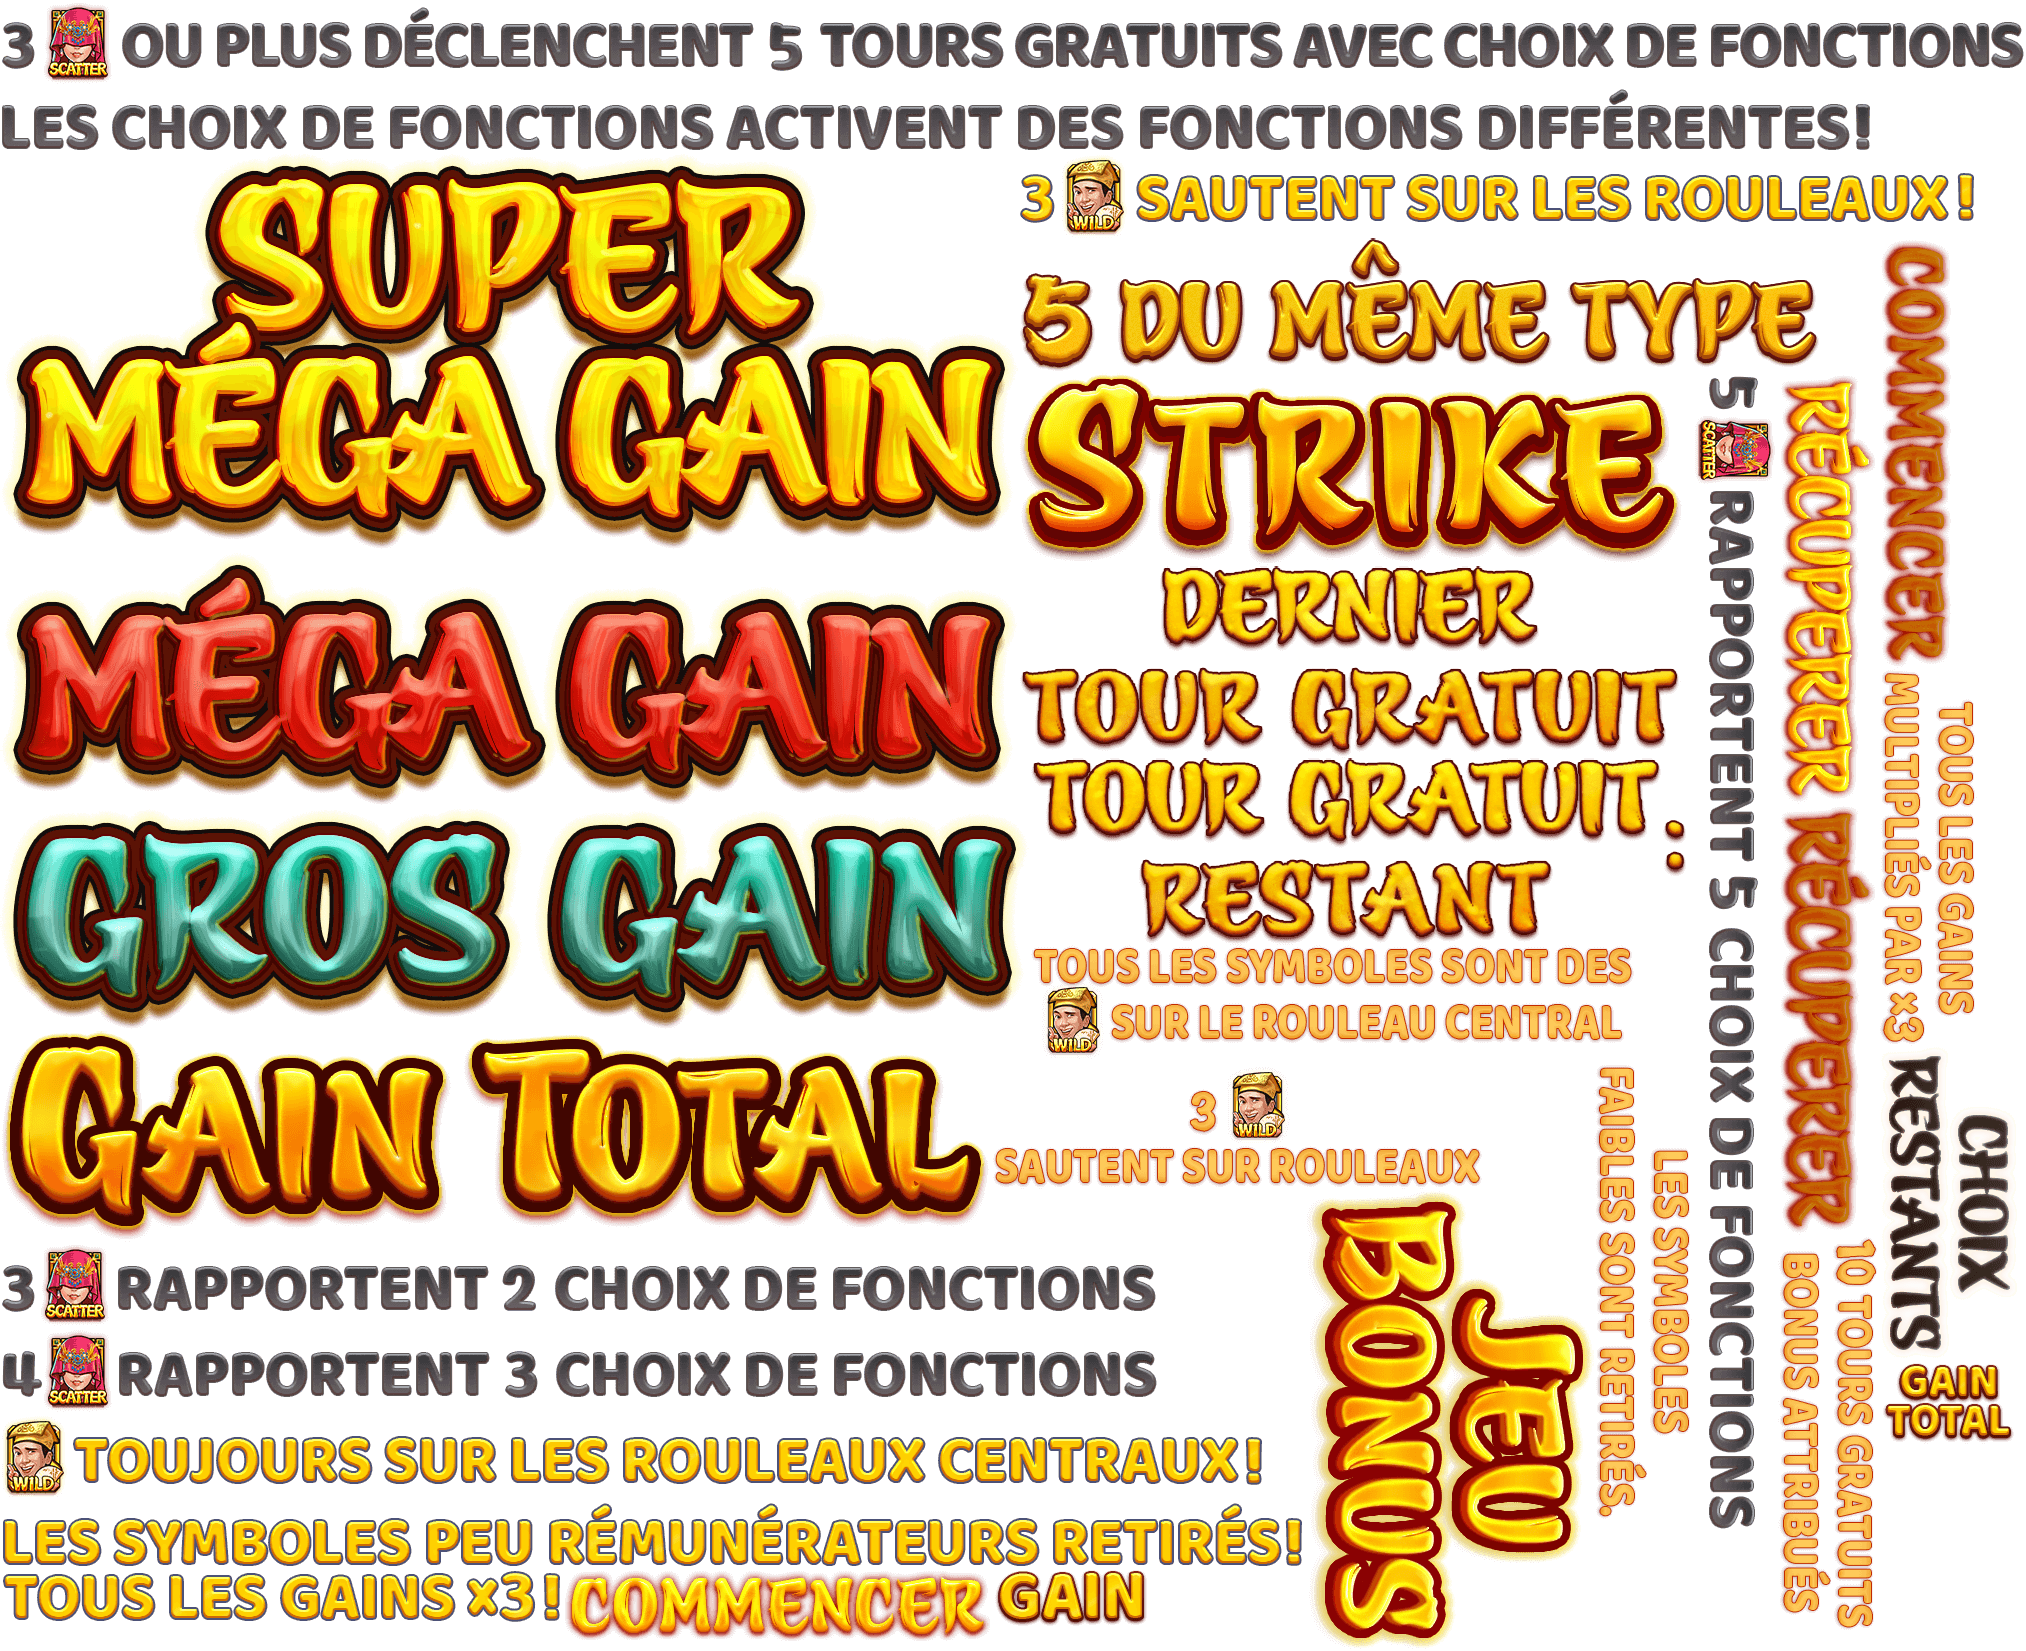 3 SCATTER OU PLUS DÉCLENCHENT 5 TOURS GRATUITS AVEC CHOIX DE FONCTIONS
LES CHOIX DE FONCTIONS ACTIVENT DES FONCTIONS DIFFÉRENTES!
SUPER
MÉGA GAIN
MÉGA GAIN
GROS GAIN
GAIN TOTAL
3 SCATTER RAPPORTENT 2 CHOIX DE FONCTIONS
4 SCATTER RAPPORTENT 3 CHOIX DE FONCTIONS
WILD TOUJOURS SUR LES ROULEAUX CENTRAUX!
LES SYMBOLES PEU RÉMUNÉRATEURS RETIRÉS!
TOUS LES GAINS ×3!
COMMENCER
GAIN
3 WILD SAUTENT SUR LES ROULEAUX!
5 DU MÊME TYPE
STRIKE
DERNIER
TOUR GRATUIT
TOUR GRATUIT :
RESTANT
TOUS LES SYMBOLES SONT DES
WILD SUR LE ROULEAU CENTRAL
3 WILD
SAUTENT SUR ROULEAUX
JEU
BONUS
LES SYMBOLES
FAIBLES SONT RETIRÉS.
5 SCATTER RAPPORTENT 5 CHOIX DE FONCTIONS
RÉCUPERER
RÉCUPERER
10 TOURS GRATUITS
BONUS ATTRIBUÉS
COMMENCER
TOUS LES GAINS
MULTIPLIÉS PAR ×3
CHOIX
RESTANTS
GAIN
TOTAL